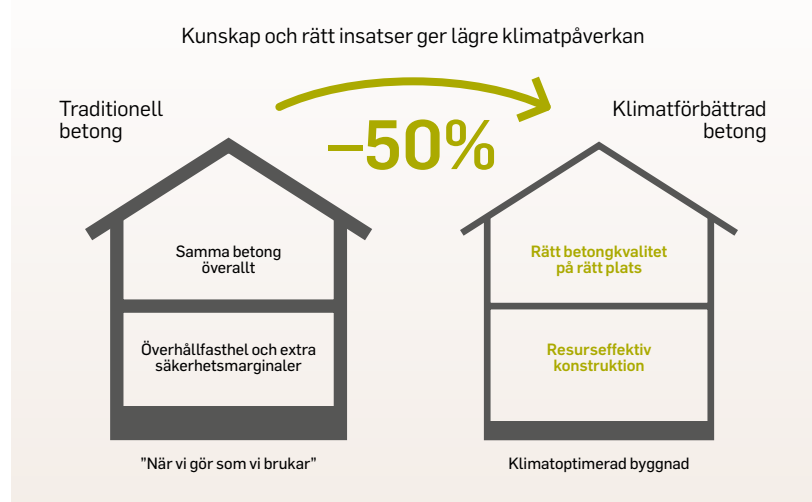 Kunskap och rätt insatser ger lägre klimatpåverkan
Traditionell
betong
–50%
Klimatförbättrad
betong
Samma betong
överallt
Överhållfasthel och extra
säkerhetsmarginaler
"När vi gör som vi brukar"
Rätt betongkvalitet
på rätt plats
Resurseffektiv
konstruktion
Klimatoptimerad byggnad